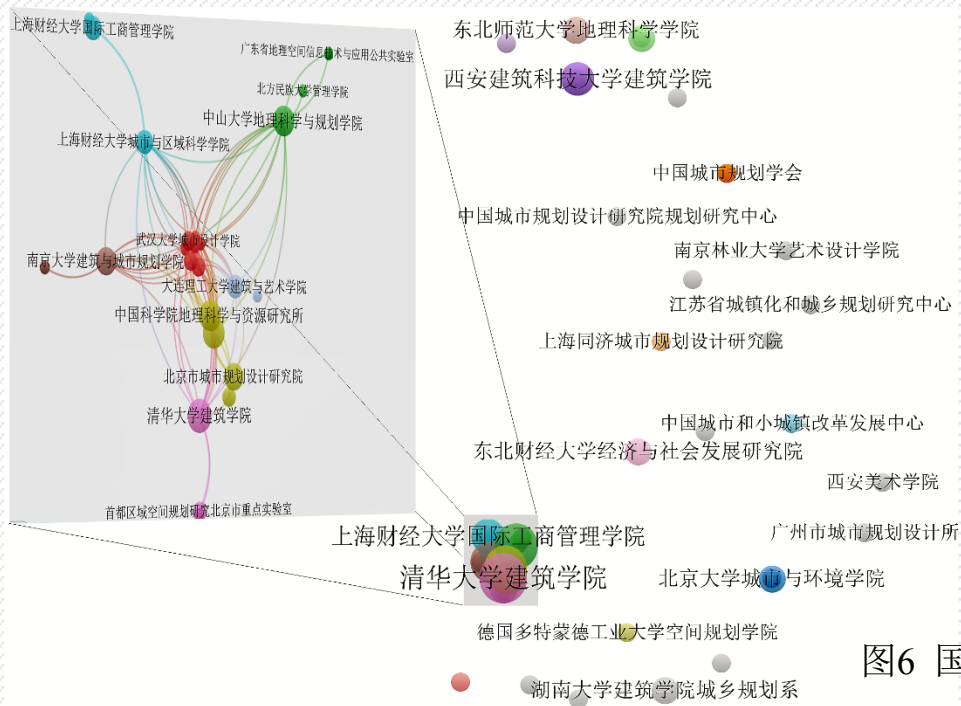 上海财经大学国际工商管理学院
广东省地理空间信息技术与应用公共实验室
北方民族大学管理学院
中山大学地理科学与规划学院
上海财经大学城市与区域科学学院
武汉大学城市设计学院
南京大学建筑与城市规划学院
大连理工大学建筑与艺术学院
中国科学院地理科学与资源研究所
北京市城市规划设计研究院
清华大学建筑学院
首都区域空间规划研究北京市重点实验室
东北师范大学地理科学学院
西安建筑科技大学建筑学院
中国城市规划学会
中国城市规划设计研究院规划研究中心
南京林业大学艺术设计学院
江苏省城镇化和城乡规划研究中心
上海同济城市规划设计研究院
中国城市和小城镇改革发展中心
东北财经大学经济与社会发展研究院
西安美术学院
广州市城市规划设计所
上海财经大学国际工商管理学院
清华大学建筑学院
北京大学城市与环境学院
德国多特蒙德工业大学空间规划学院
图6 国
湖南大学建筑学院城乡规划系